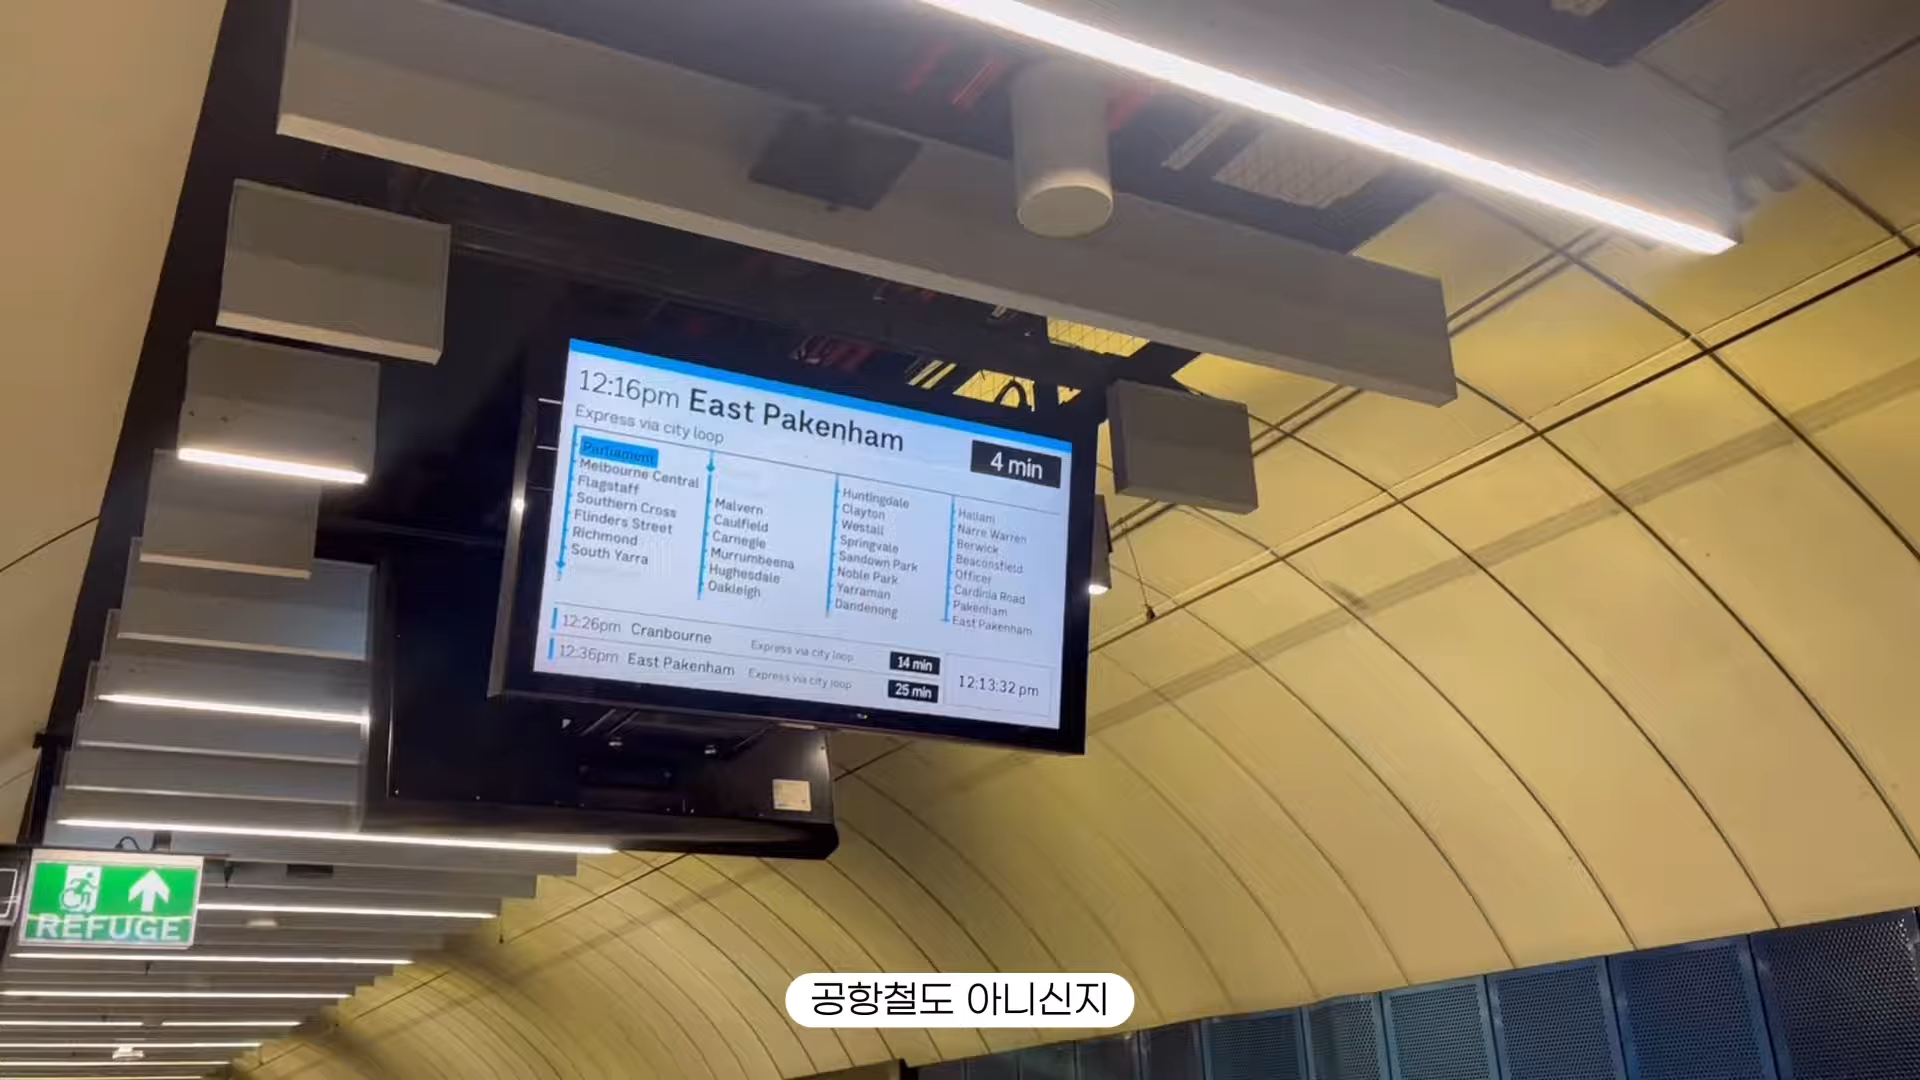 12:16pm East Pakenham
4 min
Express via city loop
Parliament
Melbourne Central
Flagstaff
Southern Cross
Flinders Street
Richmond
South Yarra
Malvern
Caulfield
Carnegie
Murrumbeena
Hughesdale
Oakleigh
Huntingdale
Clayton
Westall
Springvale
Sandown Park
Noble Park
Yarraman
Dandenong
Hallam
Narre Warren
Berwick
Beaconsfield
Officer
Cardinia Road
Pakenham
East Pakenham
12:26pm Cranbourne Express via city loop 14 min
12:36pm East Pakenham Express via city loop 25 min
12:13:32 pm
REFUGE
공항철도 아니신지